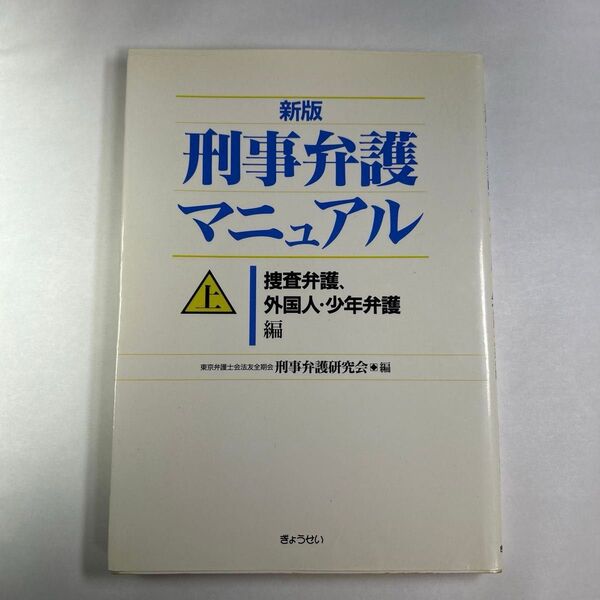 新版
刑事弁護
マニュアル
上
捜査弁護、
外国人・少年弁護
編
東京弁護士会法友全期会 刑事弁護研究会◆編
ぎょうせい